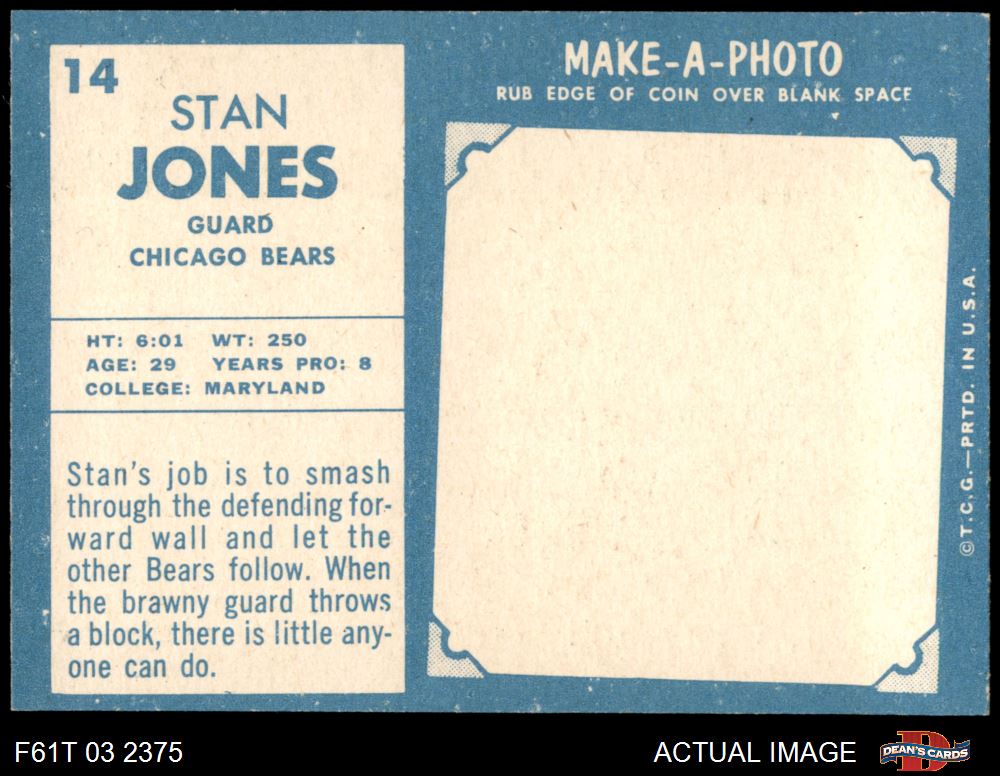 14
STAN
JONES
GUARD
CHICAGO BEARS
HT: 6:01 WT: 250
AGE: 29 YEARS PRO: 8
COLLEGE: MARYLAND
Stan's job is to smash
through the defending for-
ward wall and let the
other Bears follow. When
the brawny guard throws
a block, there is little any-
one can do.
MAKE-A-PHOTO
RUB EDGE OF COIN OVER BLANK SPACE
©T.C.G.—PRTD. IN U.S.A.
F61T 03 2375
ACTUAL IMAGE
DEAN'S CARDS